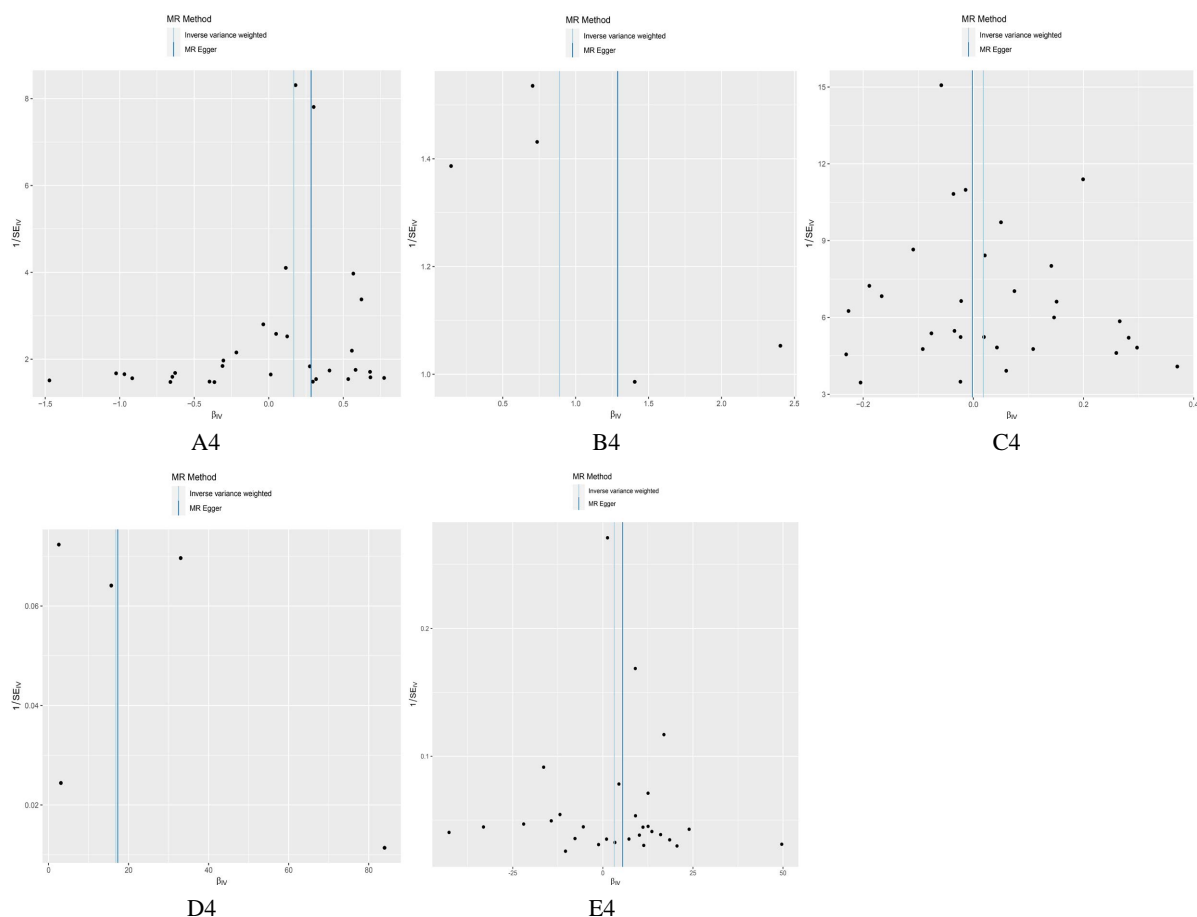 MR Method
Inverse variance weighted
MR Egger
8
6
4
2
1/SE_IV
−1.5 −1.0 −0.5 0.0 0.5
β_IV
A4
MR Method
Inverse variance weighted
MR Egger
1.4
1.2
1.0
1/SE_IV
0.5 1.0 1.5 2.0 2.5
β_IV
B4
MR Method
Inverse variance weighted
MR Egger
15
12
9
6
3
1/SE_IV
−0.2 0.0 0.2 0.4
β_IV
C4
MR Method
Inverse variance weighted
MR Egger
0.06
0.04
0.02
1/SE_IV
0 20 40 60 80
β_IV
D4
MR Method
Inverse variance weighted
MR Egger
0.2
0.1
1/SE_IV
−25 0 25 50
β_IV
E4